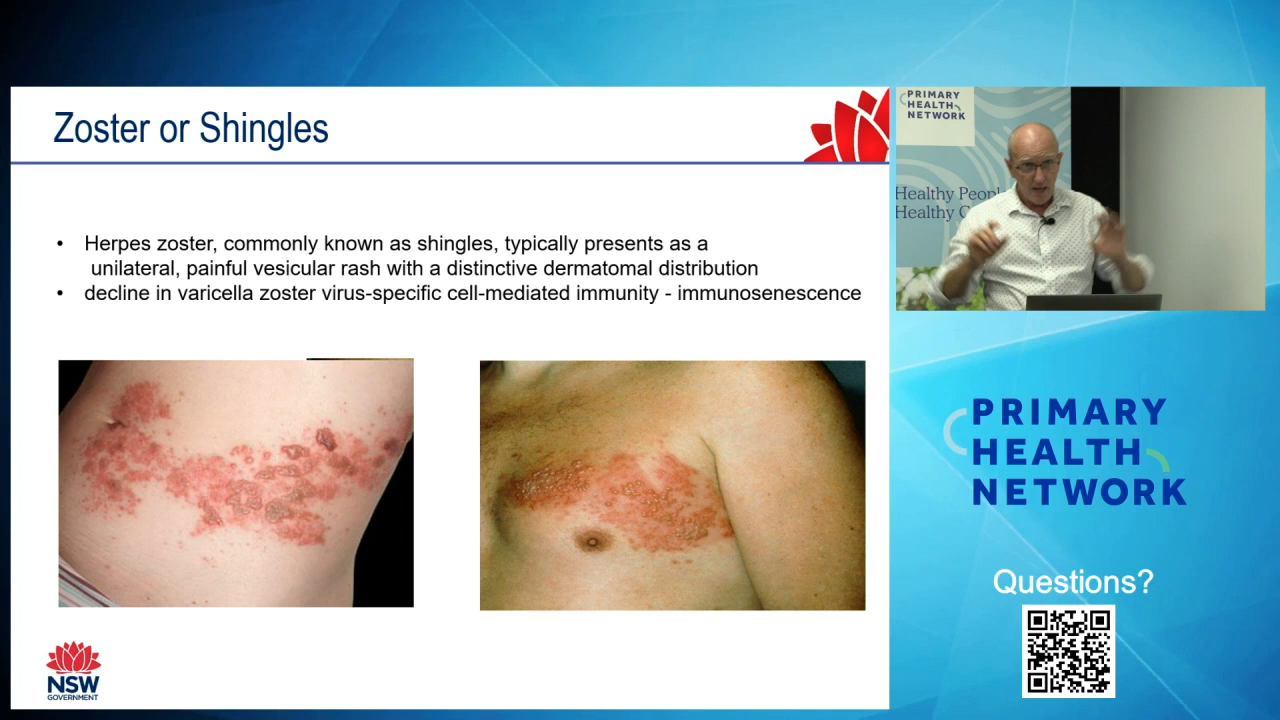 Zoster or Shingles
• Herpes zoster, commonly known as shingles, typically presents as a
unilateral, painful vesicular rash with a distinctive dermatomal distribution
• decline in varicella zoster virus-specific cell-mediated immunity - immunosenescence
NSW
GOVERNMENT
PRIMARY
HEALTH
NETWORK
Healthy
Healthy
PRIMARY
HEALTH
NETWORK
Questions?